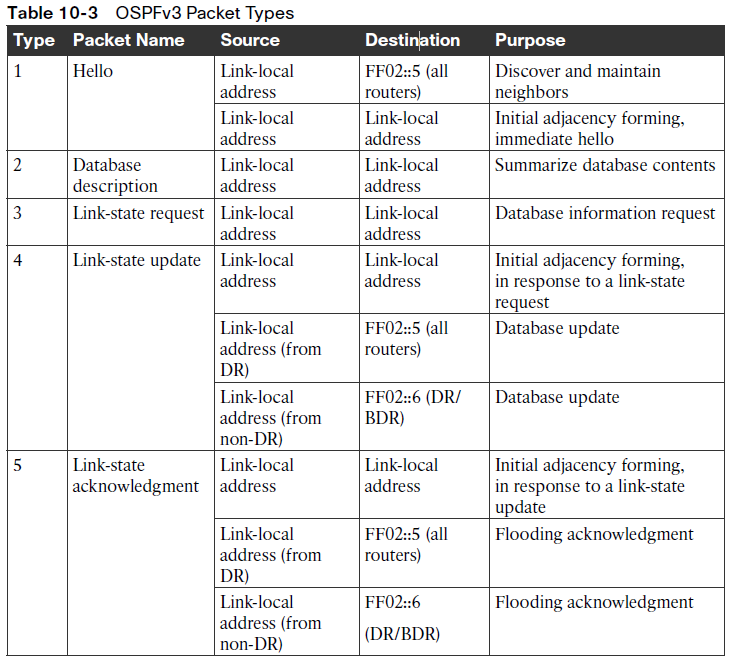 Table 10-3 OSPFv3 Packet Types
Type Packet Name Source Destination Purpose
1 Hello Link-local FF02::5 (all Discover and maintain
address routers) neighbors
Link-local Link-local Initial adjacency forming,
address address immediate hello
2 Database Link-local Link-local Summarize database contents
description address address
3 Link-state request Link-local Link-local Database information request
address address
4 Link-state update Link-local Link-local Initial adjacency forming,
address address in response to a link-state
request
Link-local FF02::5 (all Database update
address (from routers)
DR)
Link-local FF02::6 (DR/ Database update
address (from BDR)
non-DR)
5 Link-state Link-local Link-local Initial adjacency forming,
acknowledgment address address in response to a link-state
update
Link-local FF02::5 (all Flooding acknowledgment
address (from routers)
DR)
Link-local FF02::6 Flooding acknowledgment
address (from (DR/BDR)
non-DR)